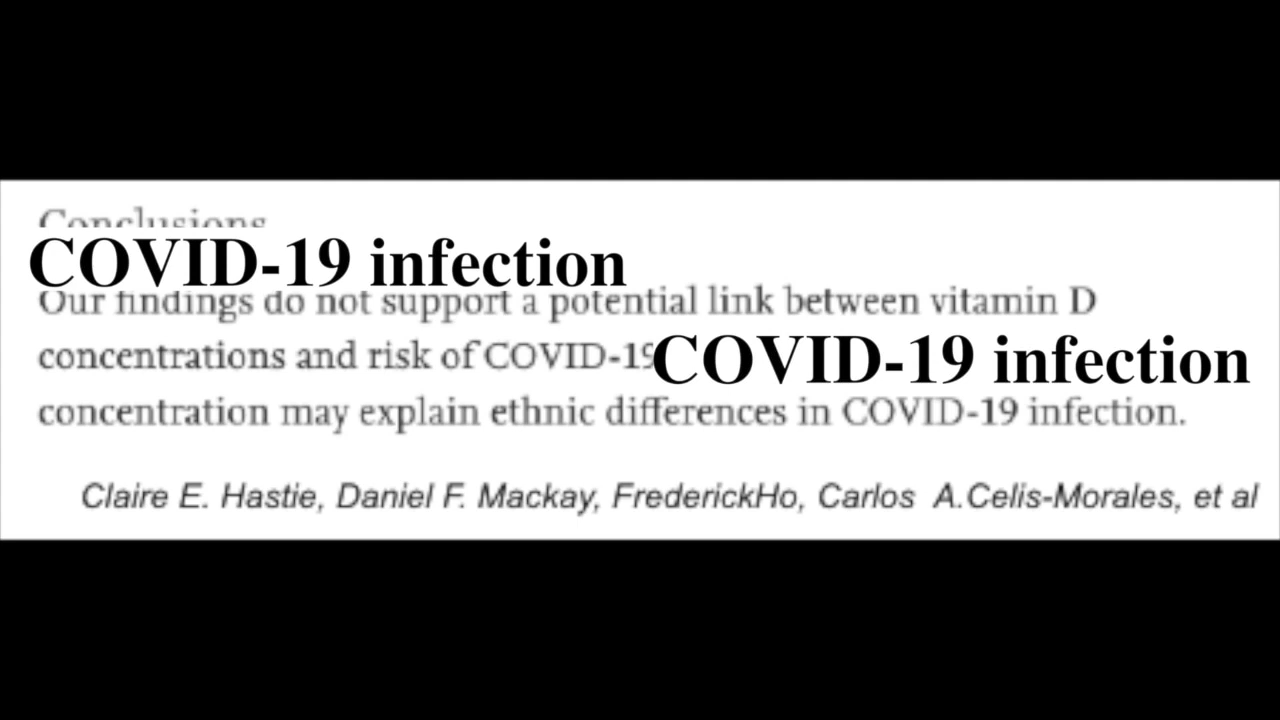 Conclusions
COVID-19 infection
Our findings do not support a potential link between vitamin D
concentrations and risk of COVID-19
COVID-19 infection
concentration may explain ethnic differences in COVID-19 infection.
Claire E. Hastie, Daniel F. Mackay, FrederickHo, Carlos A.Celis-Morales, et al